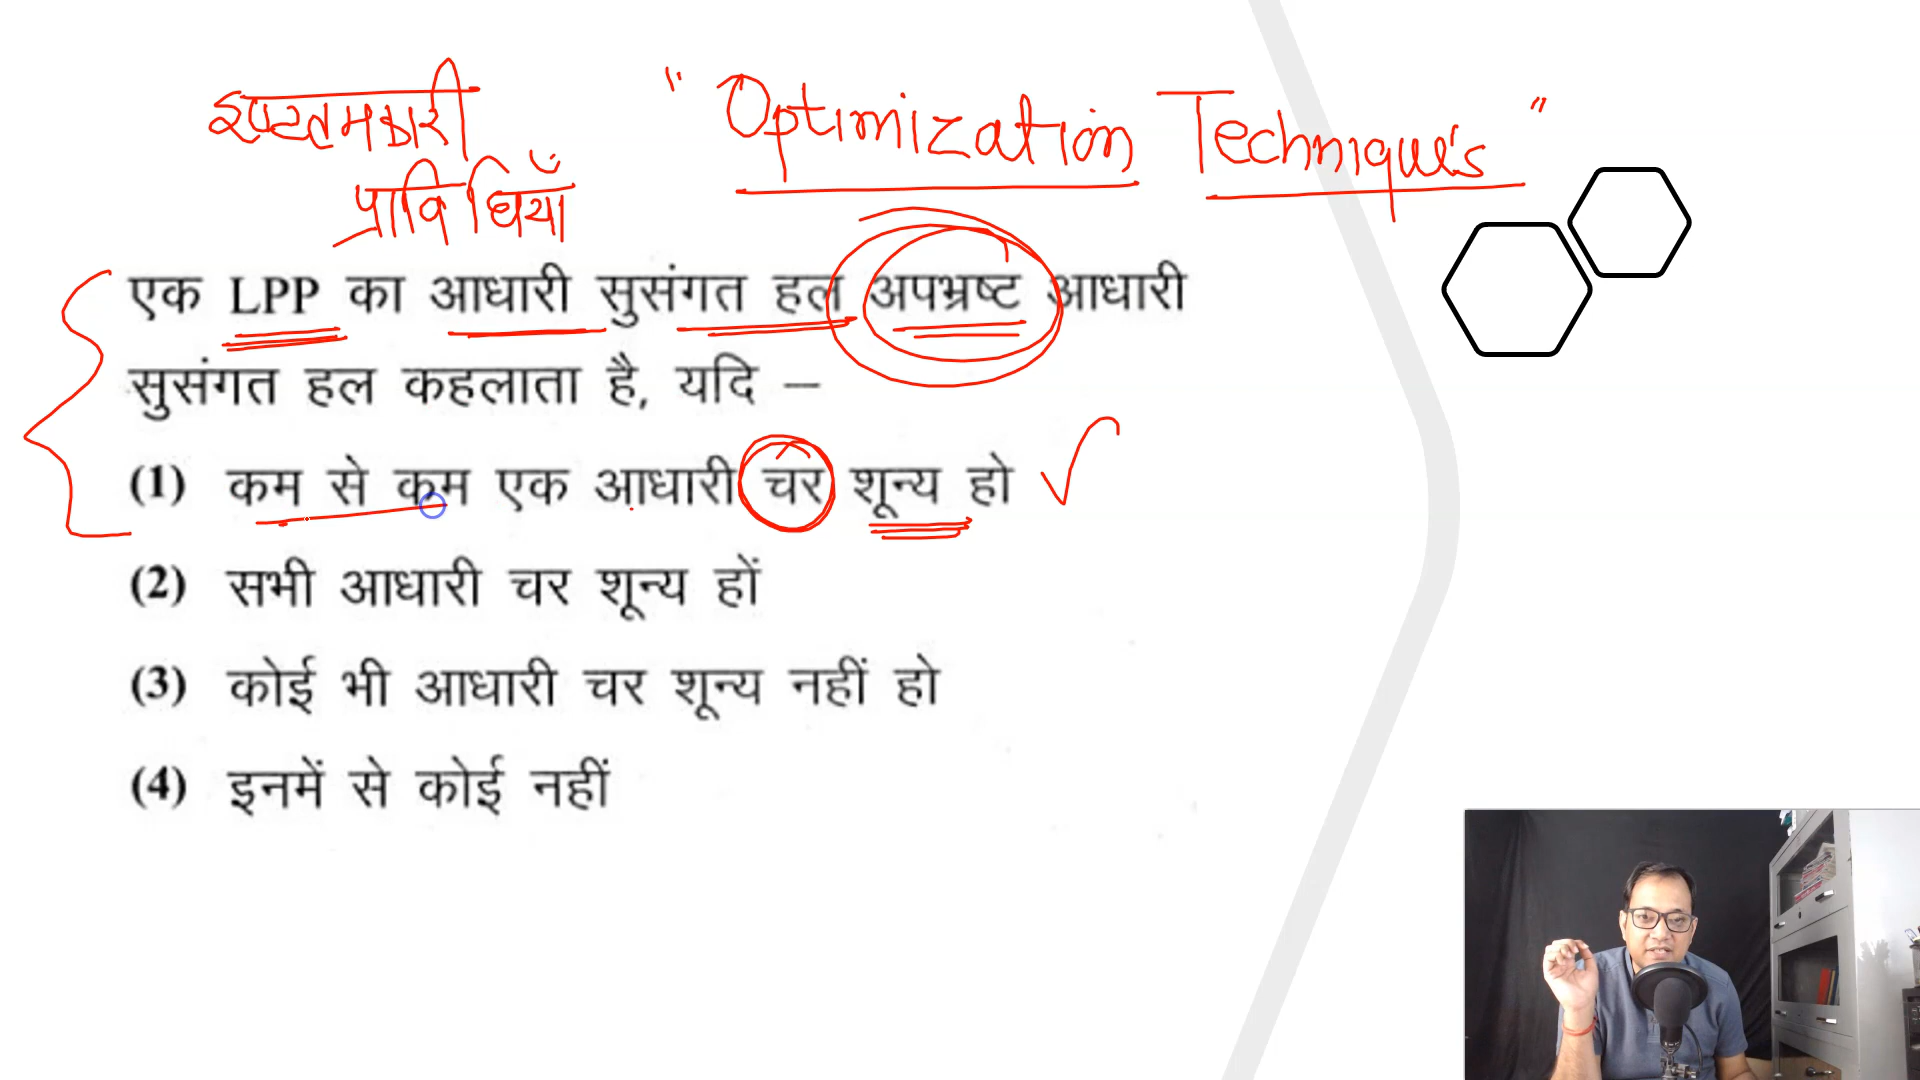 इष्टतमकारी
प्राविधियाँ
" Optimization Technique's "
एक LPP का आधारी सुसंगत हल अपभ्रष्ट आधारी
सुसंगत हल कहलाता है, यदि –
(1) कम से कम एक आधारी चर शून्य हो
(2) सभी आधारी चर शून्य हों
(3) कोई भी आधारी चर शून्य नहीं हो
(4) इनमें से कोई नहीं